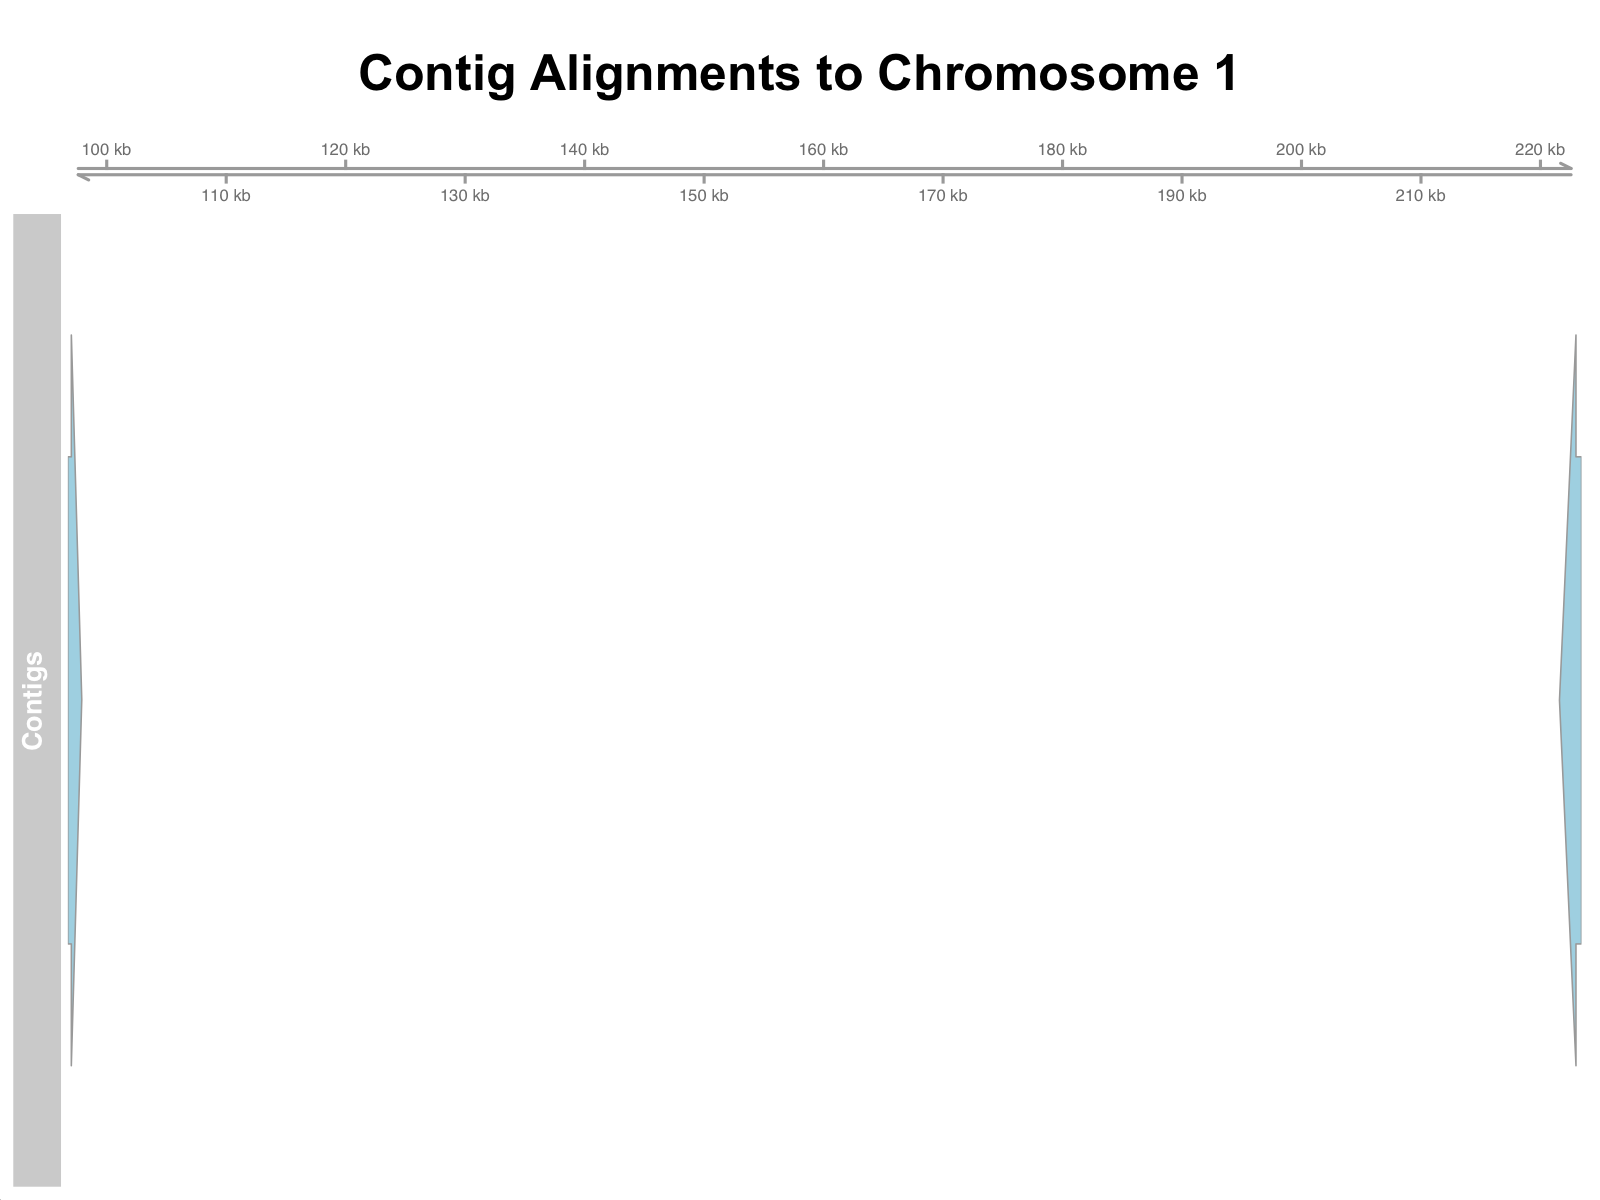 Contig Alignments to Chromosome 1
100 kb 120 kb 140 kb 160 kb 180 kb 200 kb 220 kb
110 kb 130 kb 150 kb 170 kb 190 kb 210 kb
Contigs